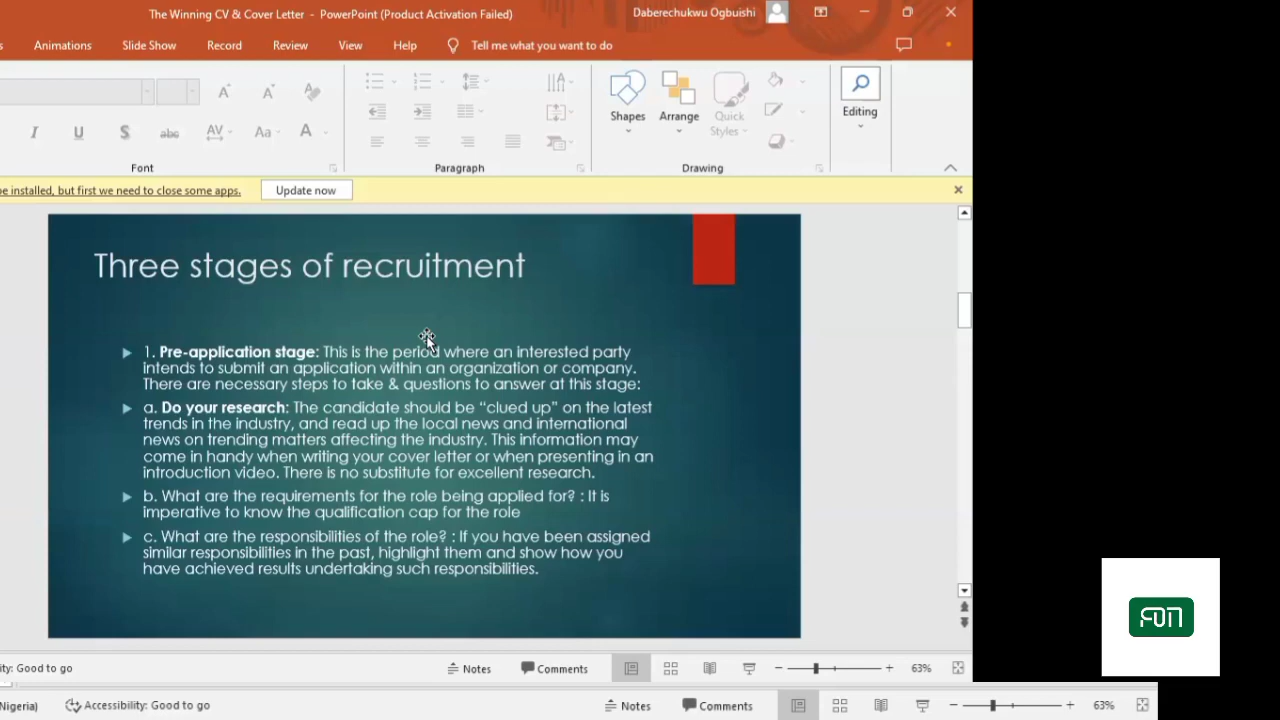 The Winning CV & Cover Letter - PowerPoint (Product Activation Failed)
Daberechukwu Ogbuishi
s Animations Slide Show Record Review View Help Tell me what you want to do
Shapes Arrange Quick Styles Editing
Font Paragraph Drawing
be installed, but first we need to close some apps. Update now
Three stages of recruitment
1. Pre-application stage: This is the period where an interested party
intends to submit an application within an organization or company.
There are necessary steps to take & questions to answer at this stage:
a. Do your research: The candidate should be “clued up” on the latest
trends in the industry, and read up the local news and international
news on trending matters affecting the industry. This information may
come in handy when writing your cover letter or when presenting in an
introduction video. There is no substitute for excellent research.
b. What are the requirements for the role being applied for? : It is
imperative to know the qualification cap for the role
c. What are the responsibilities of the role? : If you have been assigned
similar responsibilities in the past, highlight them and show how you
have achieved results undertaking such responsibilities.
ity: Good to go Notes Comments 63%
Nigeria) Accessibility: Good to go Notes Comments 63%